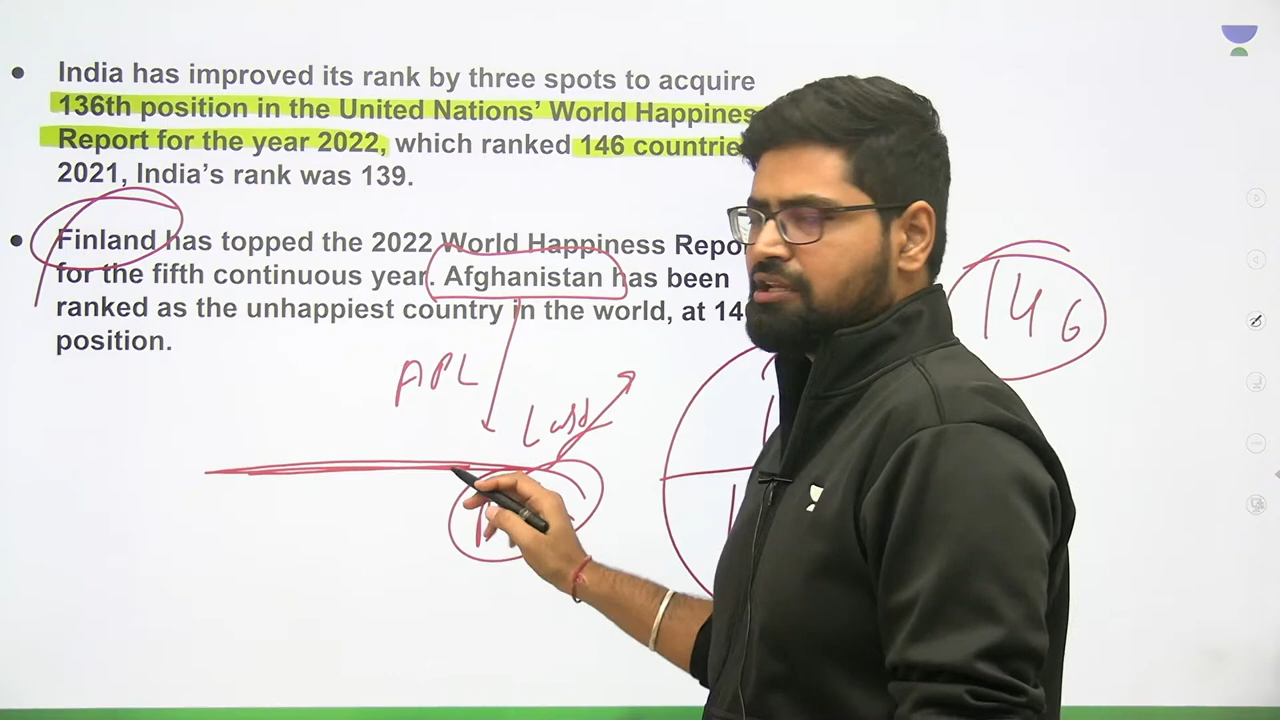 India has improved its rank by three spots to acquire
136th position in the United Nations’ World Happines
Report for the year 2022, which ranked 146 countrie
2021, India’s rank was 139.
Finland has topped the 2022 World Happiness Repo
for the fifth continuous year. Afghanistan has been
ranked as the unhappiest country in the world, at 14
position.
146
APL
Last